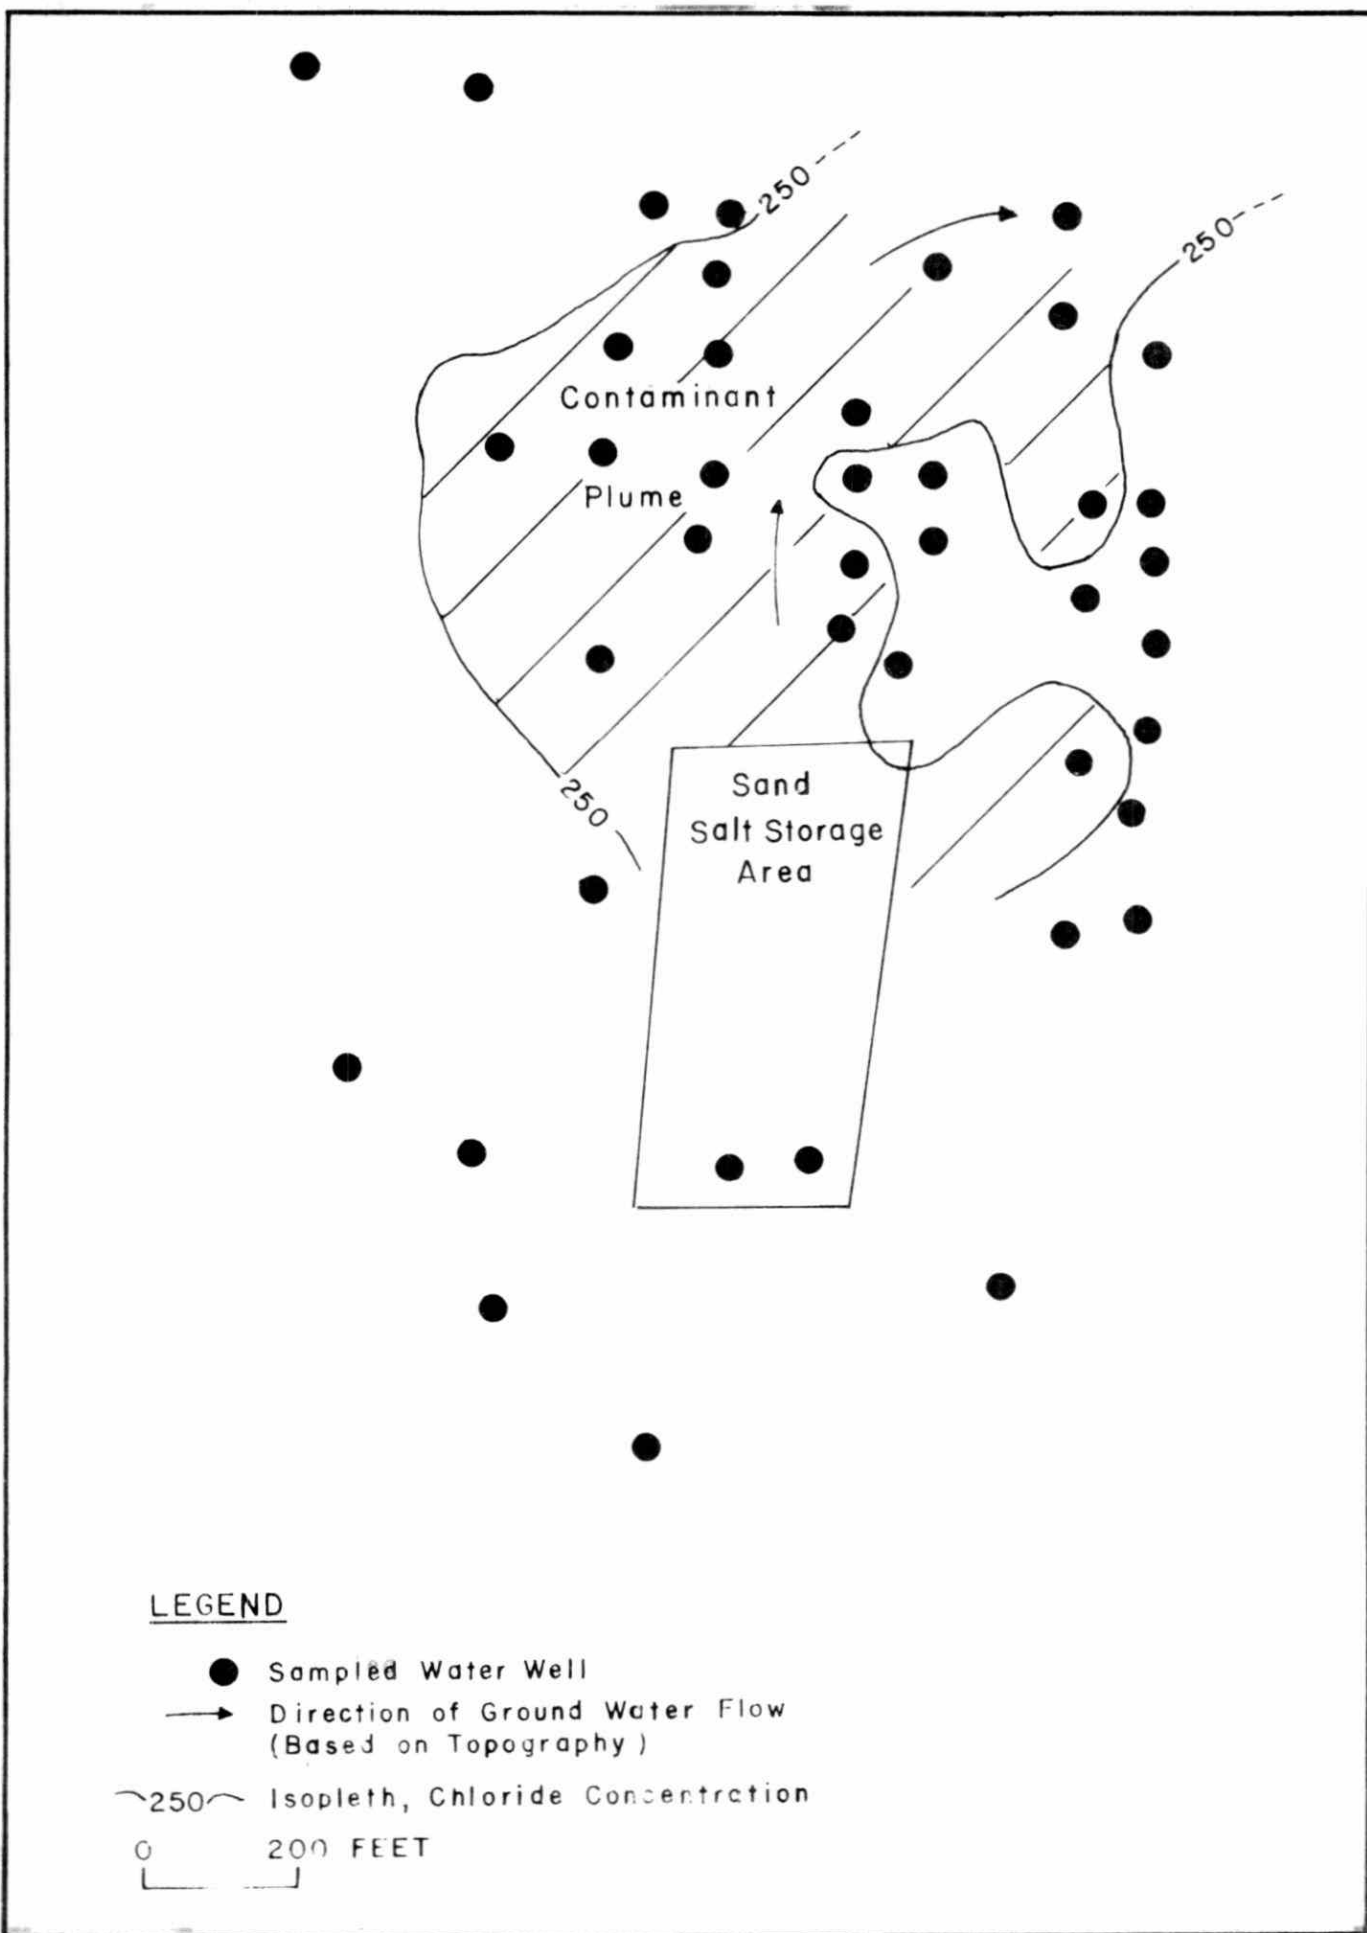 250
250
Contaminant
Plume
250
Sand
Salt Storage
Area
LEGEND
Sampled Water Well
Direction of Ground Water Flow
(Based on Topography)
250 Isopleth, Chloride Concentration
0 200 FEET